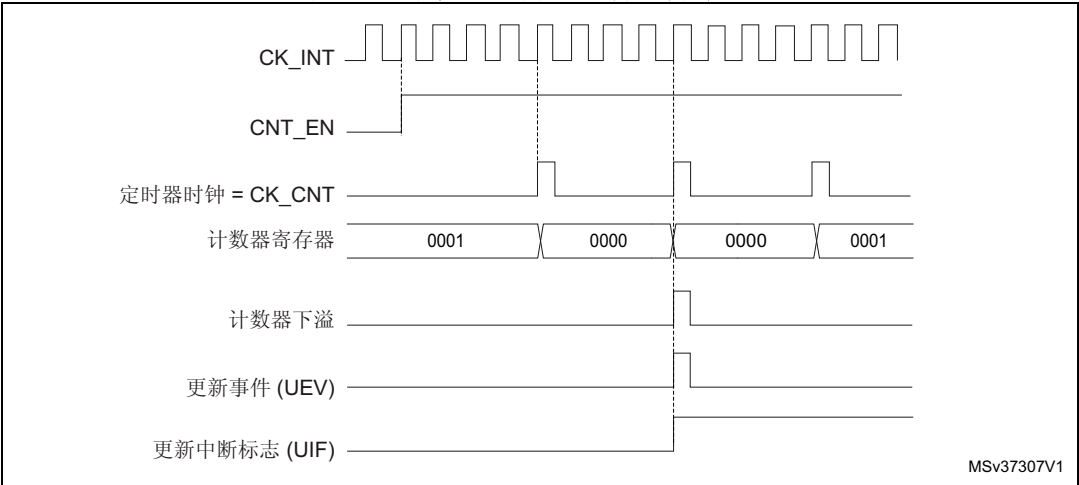 CK_INT
CNT_EN
定时器时钟 = CK_CNT
计数器寄存器 0001 0000 0000 0001
计数器下溢
更新事件 (UEV)
更新中断标志 (UIF)
MSv37307V1